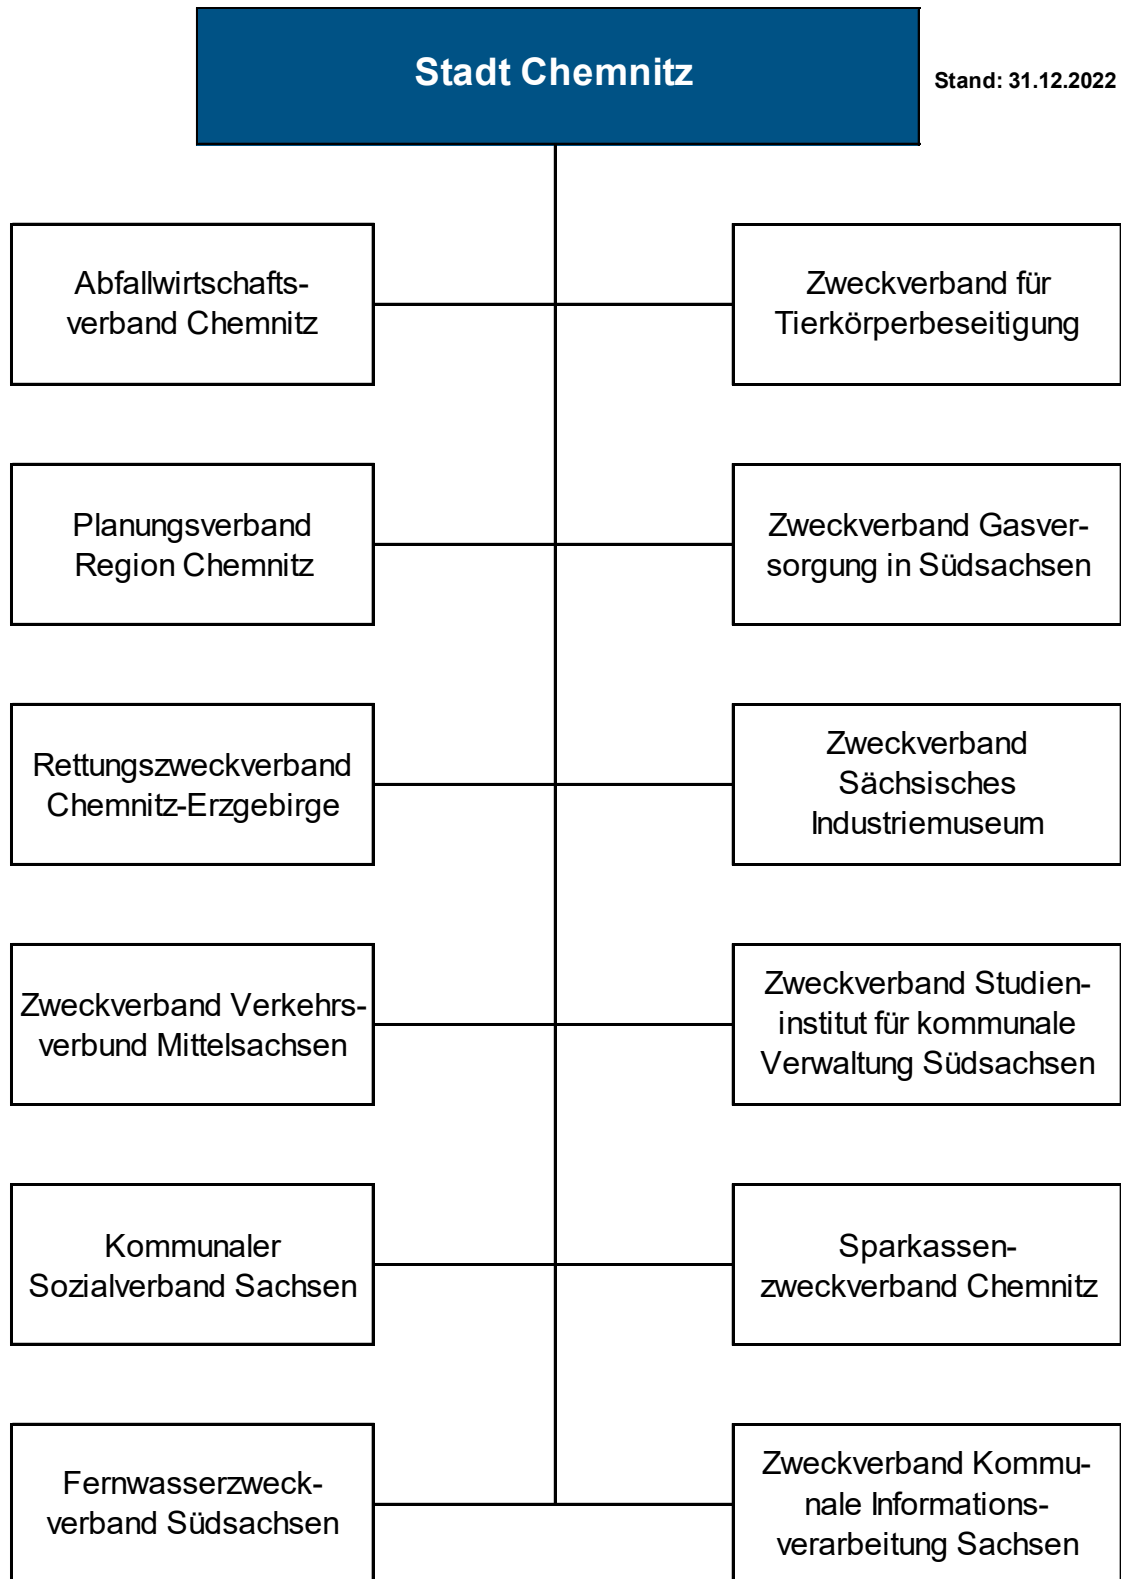 Stadt Chemnitz
Stand: 31.12.2022
Abfallwirtschafts-
verband Chemnitz
Zweckverband für
Tierkörperbeseitigung
Planungsverband
Region Chemnitz
Zweckverband Gasver-
sorgung in Südsachsen
Rettungszweckverband
Chemnitz-Erzgebirge
Zweckverband
Sächsisches
Industriemuseum
Zweckverband Verkehrs-
verbund Mittelsachsen
Zweckverband Studien-
institut für kommunale
Verwaltung Südsachsen
Kommunaler
Sozialverband Sachsen
Sparkassen-
zweckverband Chemnitz
Fernwasserzweck-
verband Südsachsen
Zweckverband Kommu-
nale Informations-
verarbeitung Sachsen